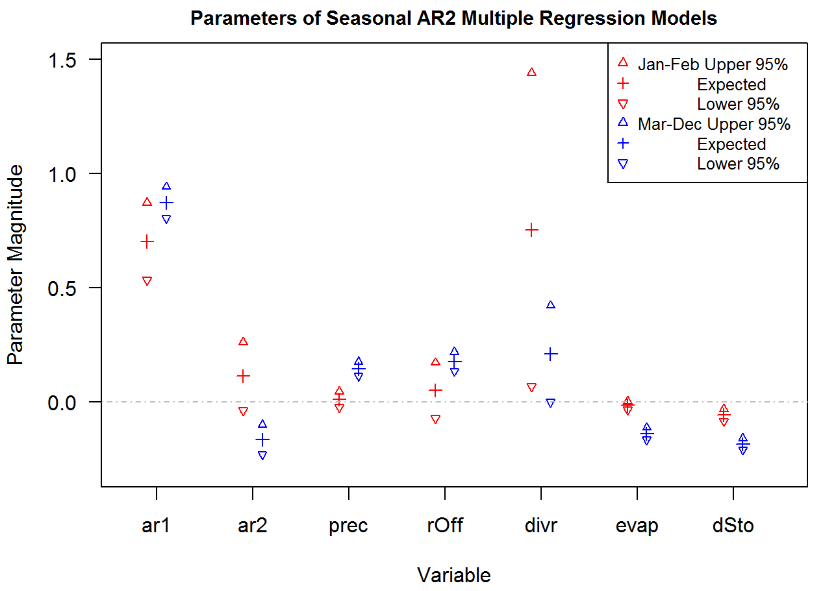 Parameters of Seasonal AR2 Multiple Regression Models
1.5
1.0
0.5
0.0
Parameter Magnitude
Jan-Feb Upper 95%
Expected
Lower 95%
Mar-Dec Upper 95%
Expected
Lower 95%
ar1 ar2 prec rOff divr evap dSto
Variable